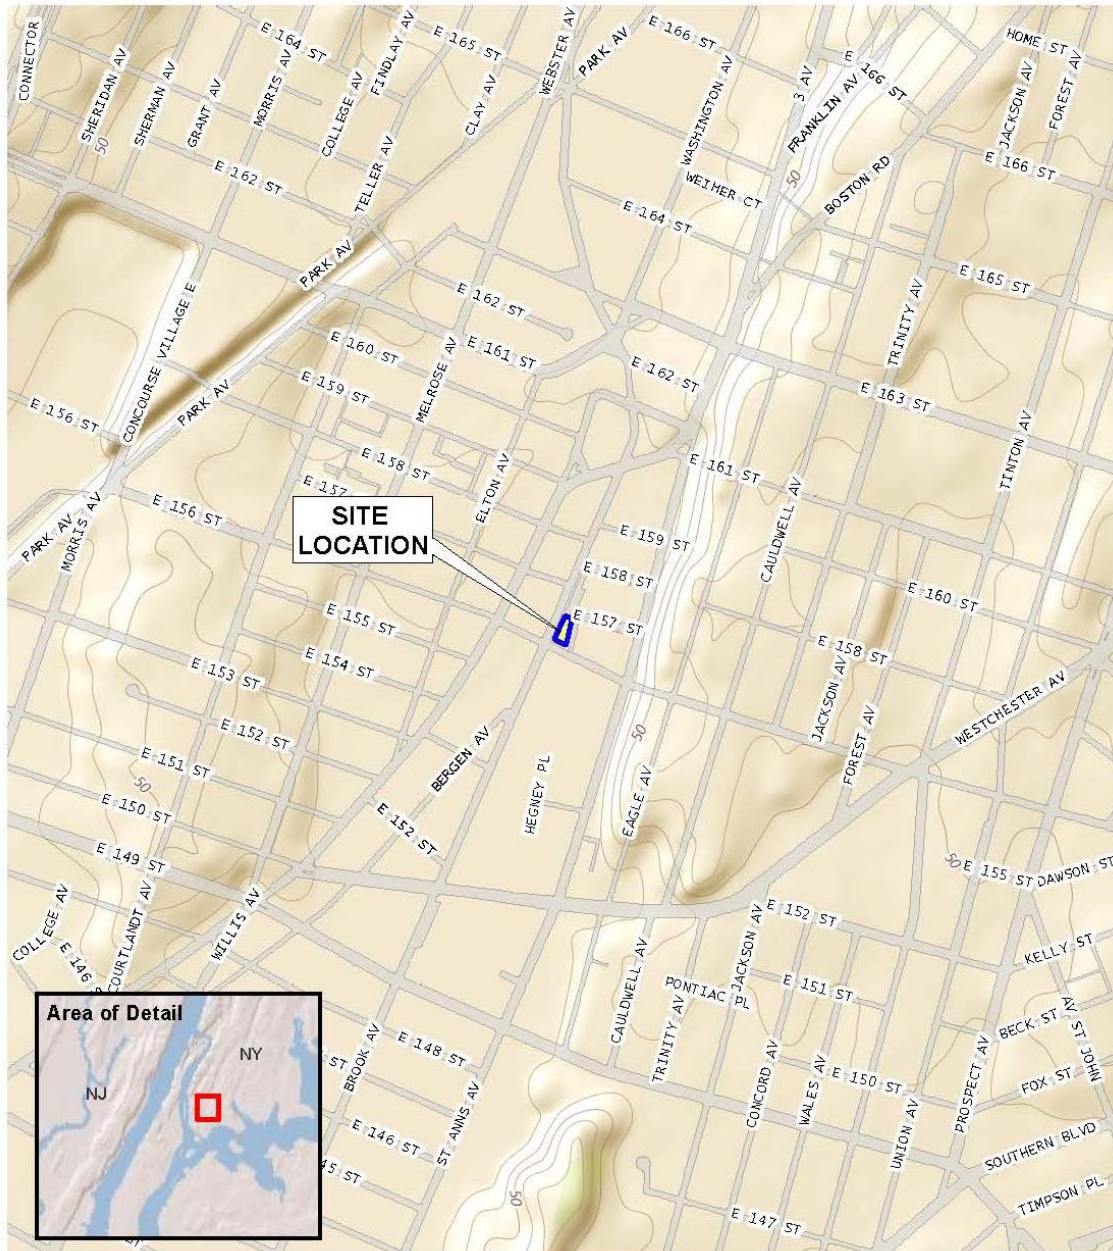 CONNECTOR
SHERIDAN AV
SHERMAN AV
GRANT AV
E 164 ST
MORRIS AV
COLLEGE AV
FINDLAY AV
E 165 ST
CLAY AV
WEBSTER AV
PARK AV
E 166 ST
WASHINGTON AV
3 AV
FRANKLIN AV
E 166 ST
HOME ST
JACKSON AV
FOREST AV
50
E 162 ST
TELLER AV
WEIHER CT
50
BOSTON RD
E 166 ST
E 164 ST
PARK AV
E 165 ST
CONCOURSE VILLAGE E
E 162 ST
TRINITY AV
E 160 ST
MELROSE AV
E 161 ST
E 159 ST
E 162 ST
E 163 ST
E 156 ST
PARK AV
TINTON AV
E 158 ST
E 161 ST
ELTON AV
E 157
CAULDWELL AV
PARK AV
MORRIS AV
E 156 ST
SITE
LOCATION
E 159 ST
E 158 ST
E 160 ST
E 155 ST
E 157 ST
E 154 ST
E 158 ST
E 153 ST
JACKSON AV
FOREST AV
WESTCHESTER AV
E 152 ST
50
BERGEN AV
E 151 ST
50
HEGNEY PL
EAGLE AV
E 150 ST
E 152 ST
E 149 ST
50
E 155 ST
DAWSON ST
COLLEGE AV
E 146
COURTLANDT AV
WILLIS AV
E 152 ST
KELLY ST
CAULDWELL AV
JACKSON AV
PONTIAC PL
E 151 ST
TRINITY AV
Area of Detail
NY
NJ
BECK ST
AV ST JOHN
ST
BROOK AV
E 148 ST
CONCORD AV
WALES AV
E 150 ST
PROSPECT AV
FOX ST
E 146 ST
ST ANNS AV
UNION AV
SOUTHERN BLVD
45 ST
50
E 147 ST
TIMPSON PL